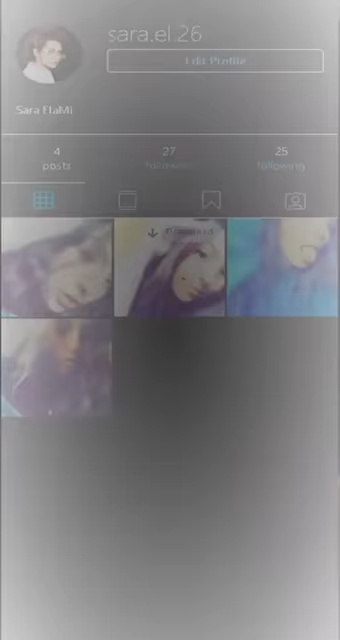 sara.el.26
Edit Profile
Sara ElaMi
4
27
25
posts
followers
following